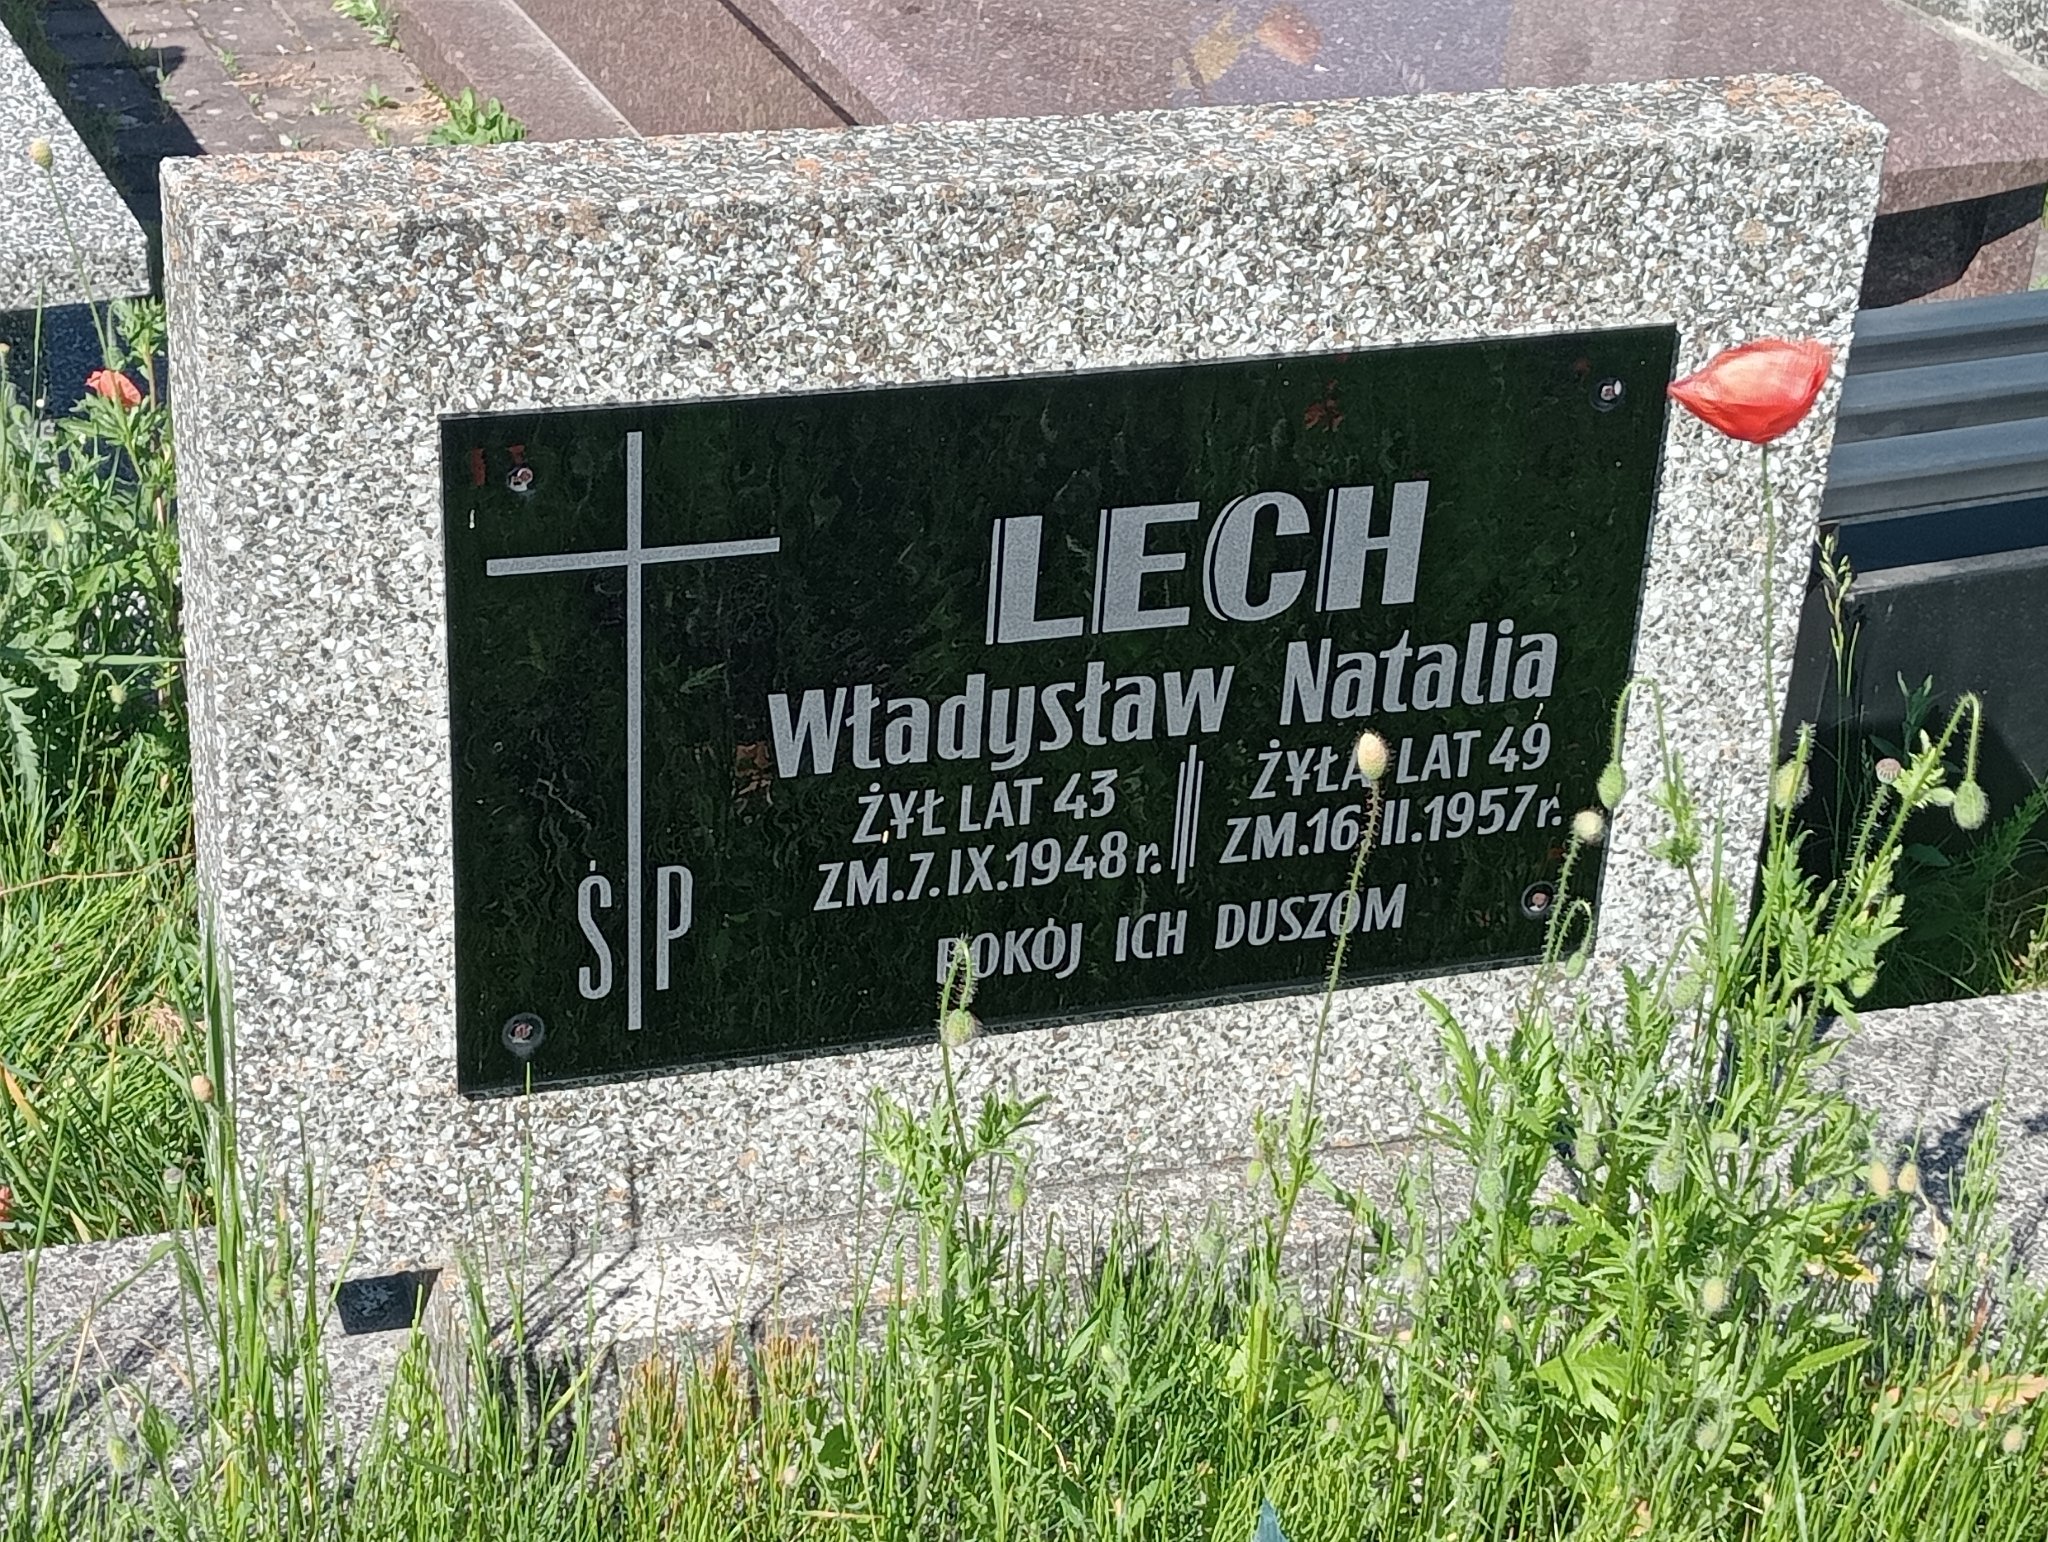 LECH
Władysław Natalia
ŻYŁ LAT 43 ŻYŁA LAT 49
ZM.7.IX.1948 r. ZM.16.II.1957 r.
POKÓJ ICH DUSZOM
Ś P